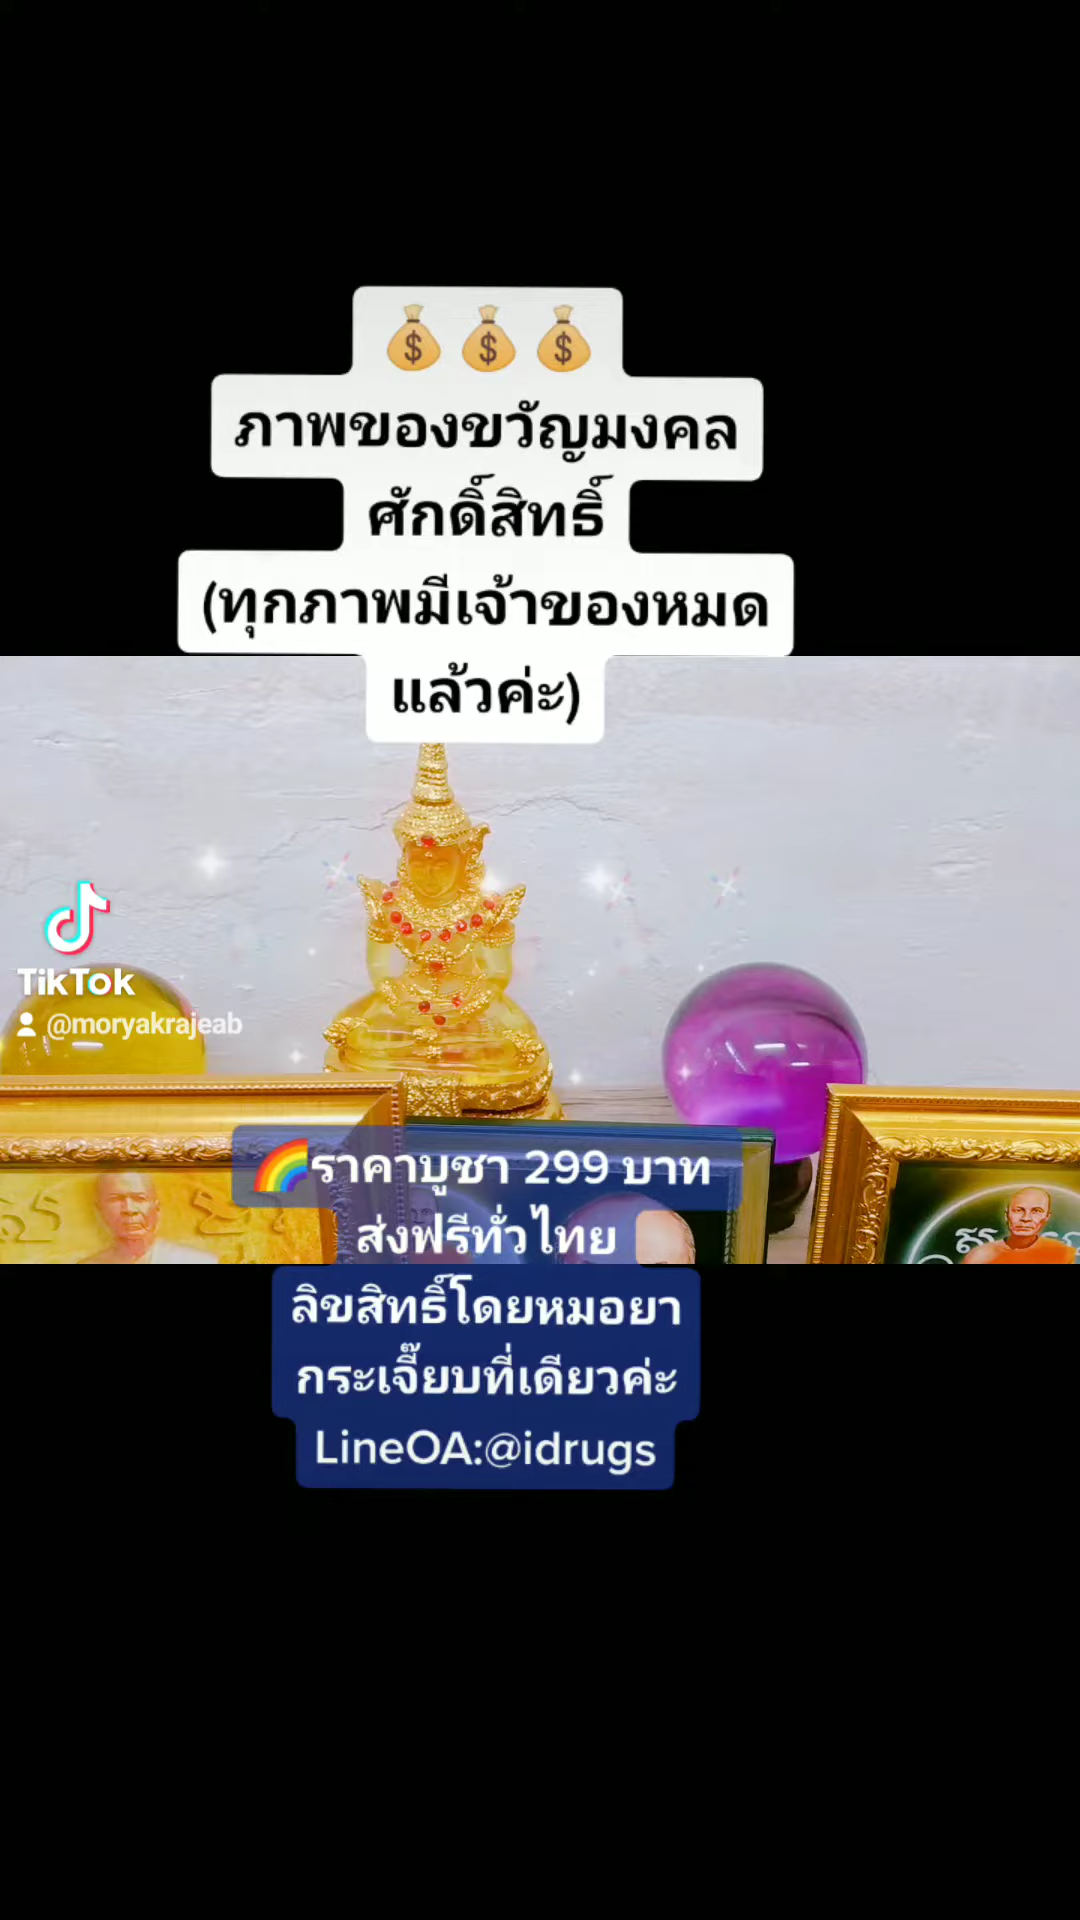 ภาพของขวัญมงคล
ศักดิ์สิทธิ์
(ทุกภาพมีเจ้าของหมด
แล้วค่ะ)
TikTok
@moryakrajeab
🌈ราคาบูชา 299 บาท
ส่งฟรีทั่วไทย
ลิขสิทธิ์โดยหมอยา
กระเจี๊ยบที่เดียวค่ะ
LineOA:@idrugs